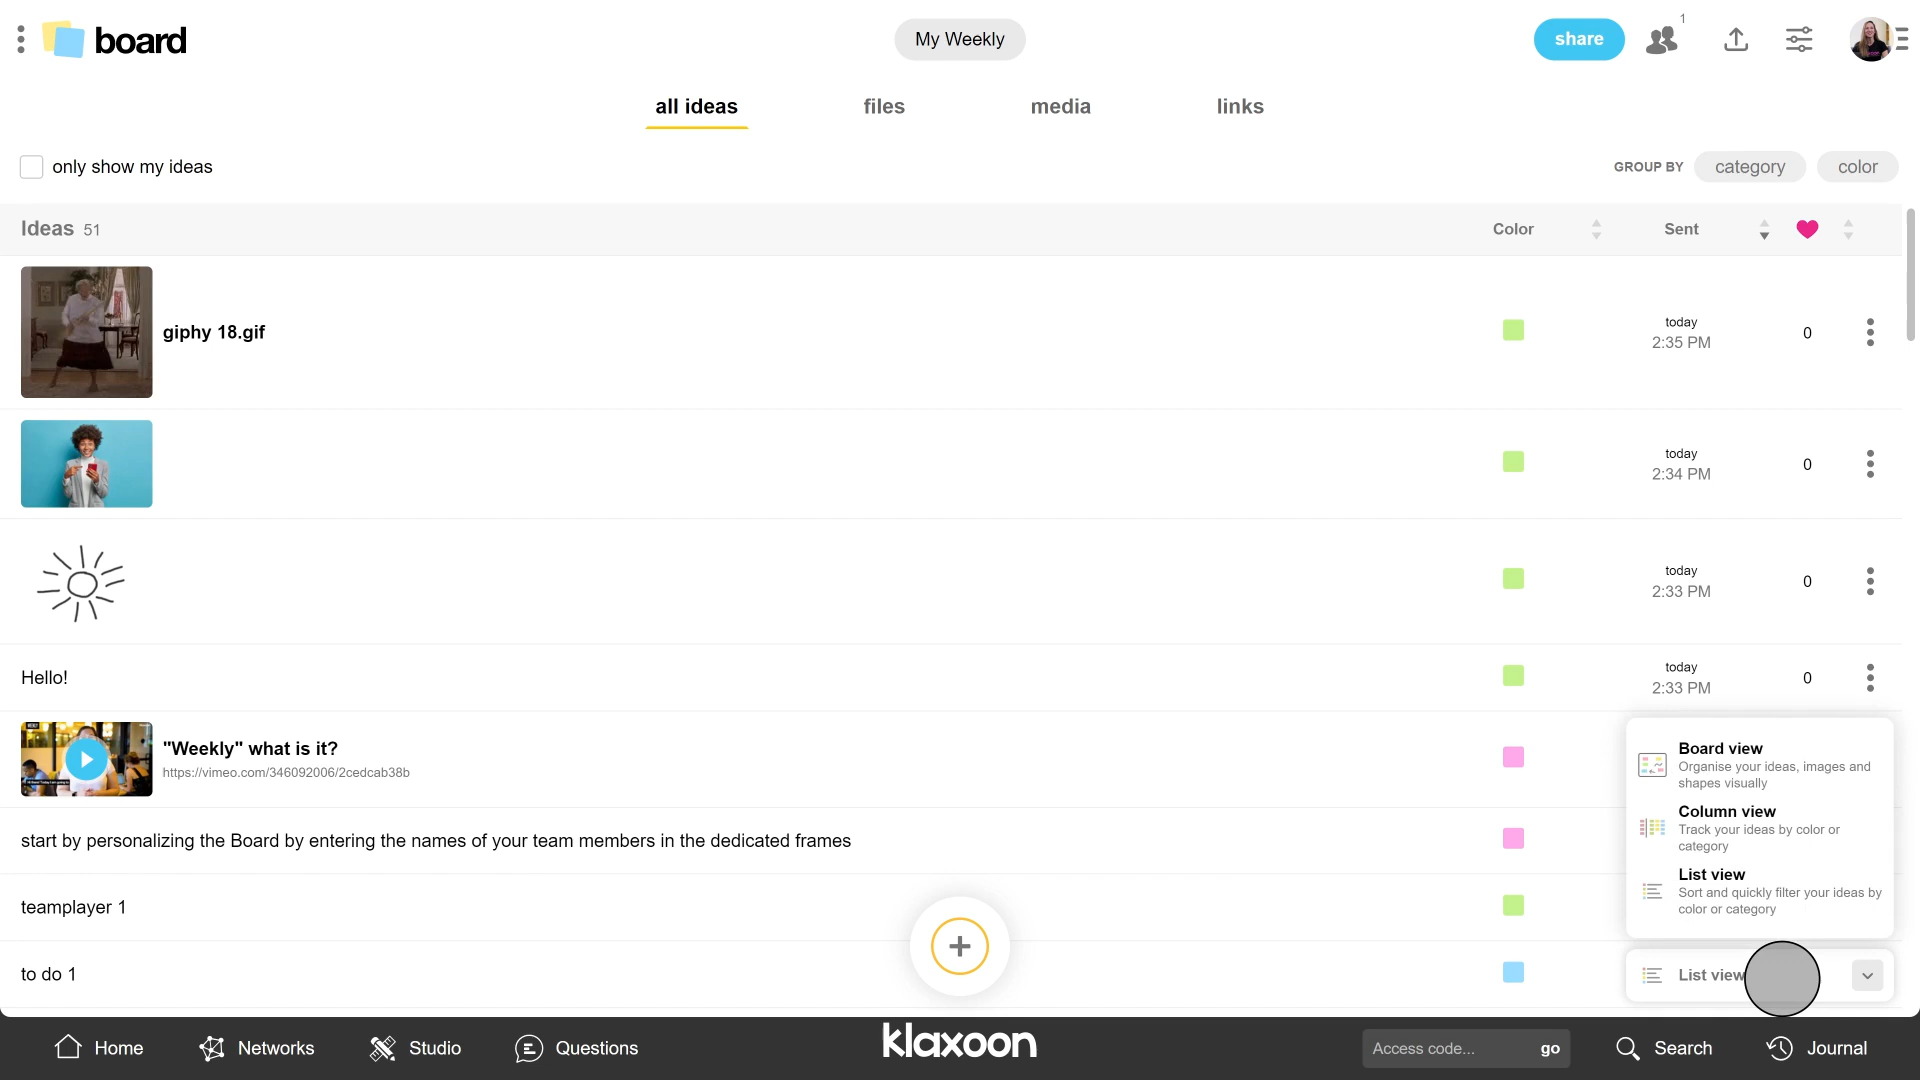 board
My Weekly
share
1
all ideas
files
media
links
only show my ideas
GROUP BY
category
color
Ideas 51
Color
Sent
giphy 18.gif
today
2:35 PM
0
today
2:34 PM
0
today
2:33 PM
0
Hello!
today
2:33 PM
0
"Weekly" what is it?
https://vimeo.com/346092006/2cedcab38b
start by personalizing the Board by entering the names of your team members in the dedicated frames
teamplayer 1
to do 1
Board view
Organise your ideas, images and
shapes visually
Column view
Track your ideas by color or
category
List view
Sort and quickly filter your ideas by
color or category
List view
Home
Networks
Studio
Questions
klaxoon
Access code...
go
Search
Journal